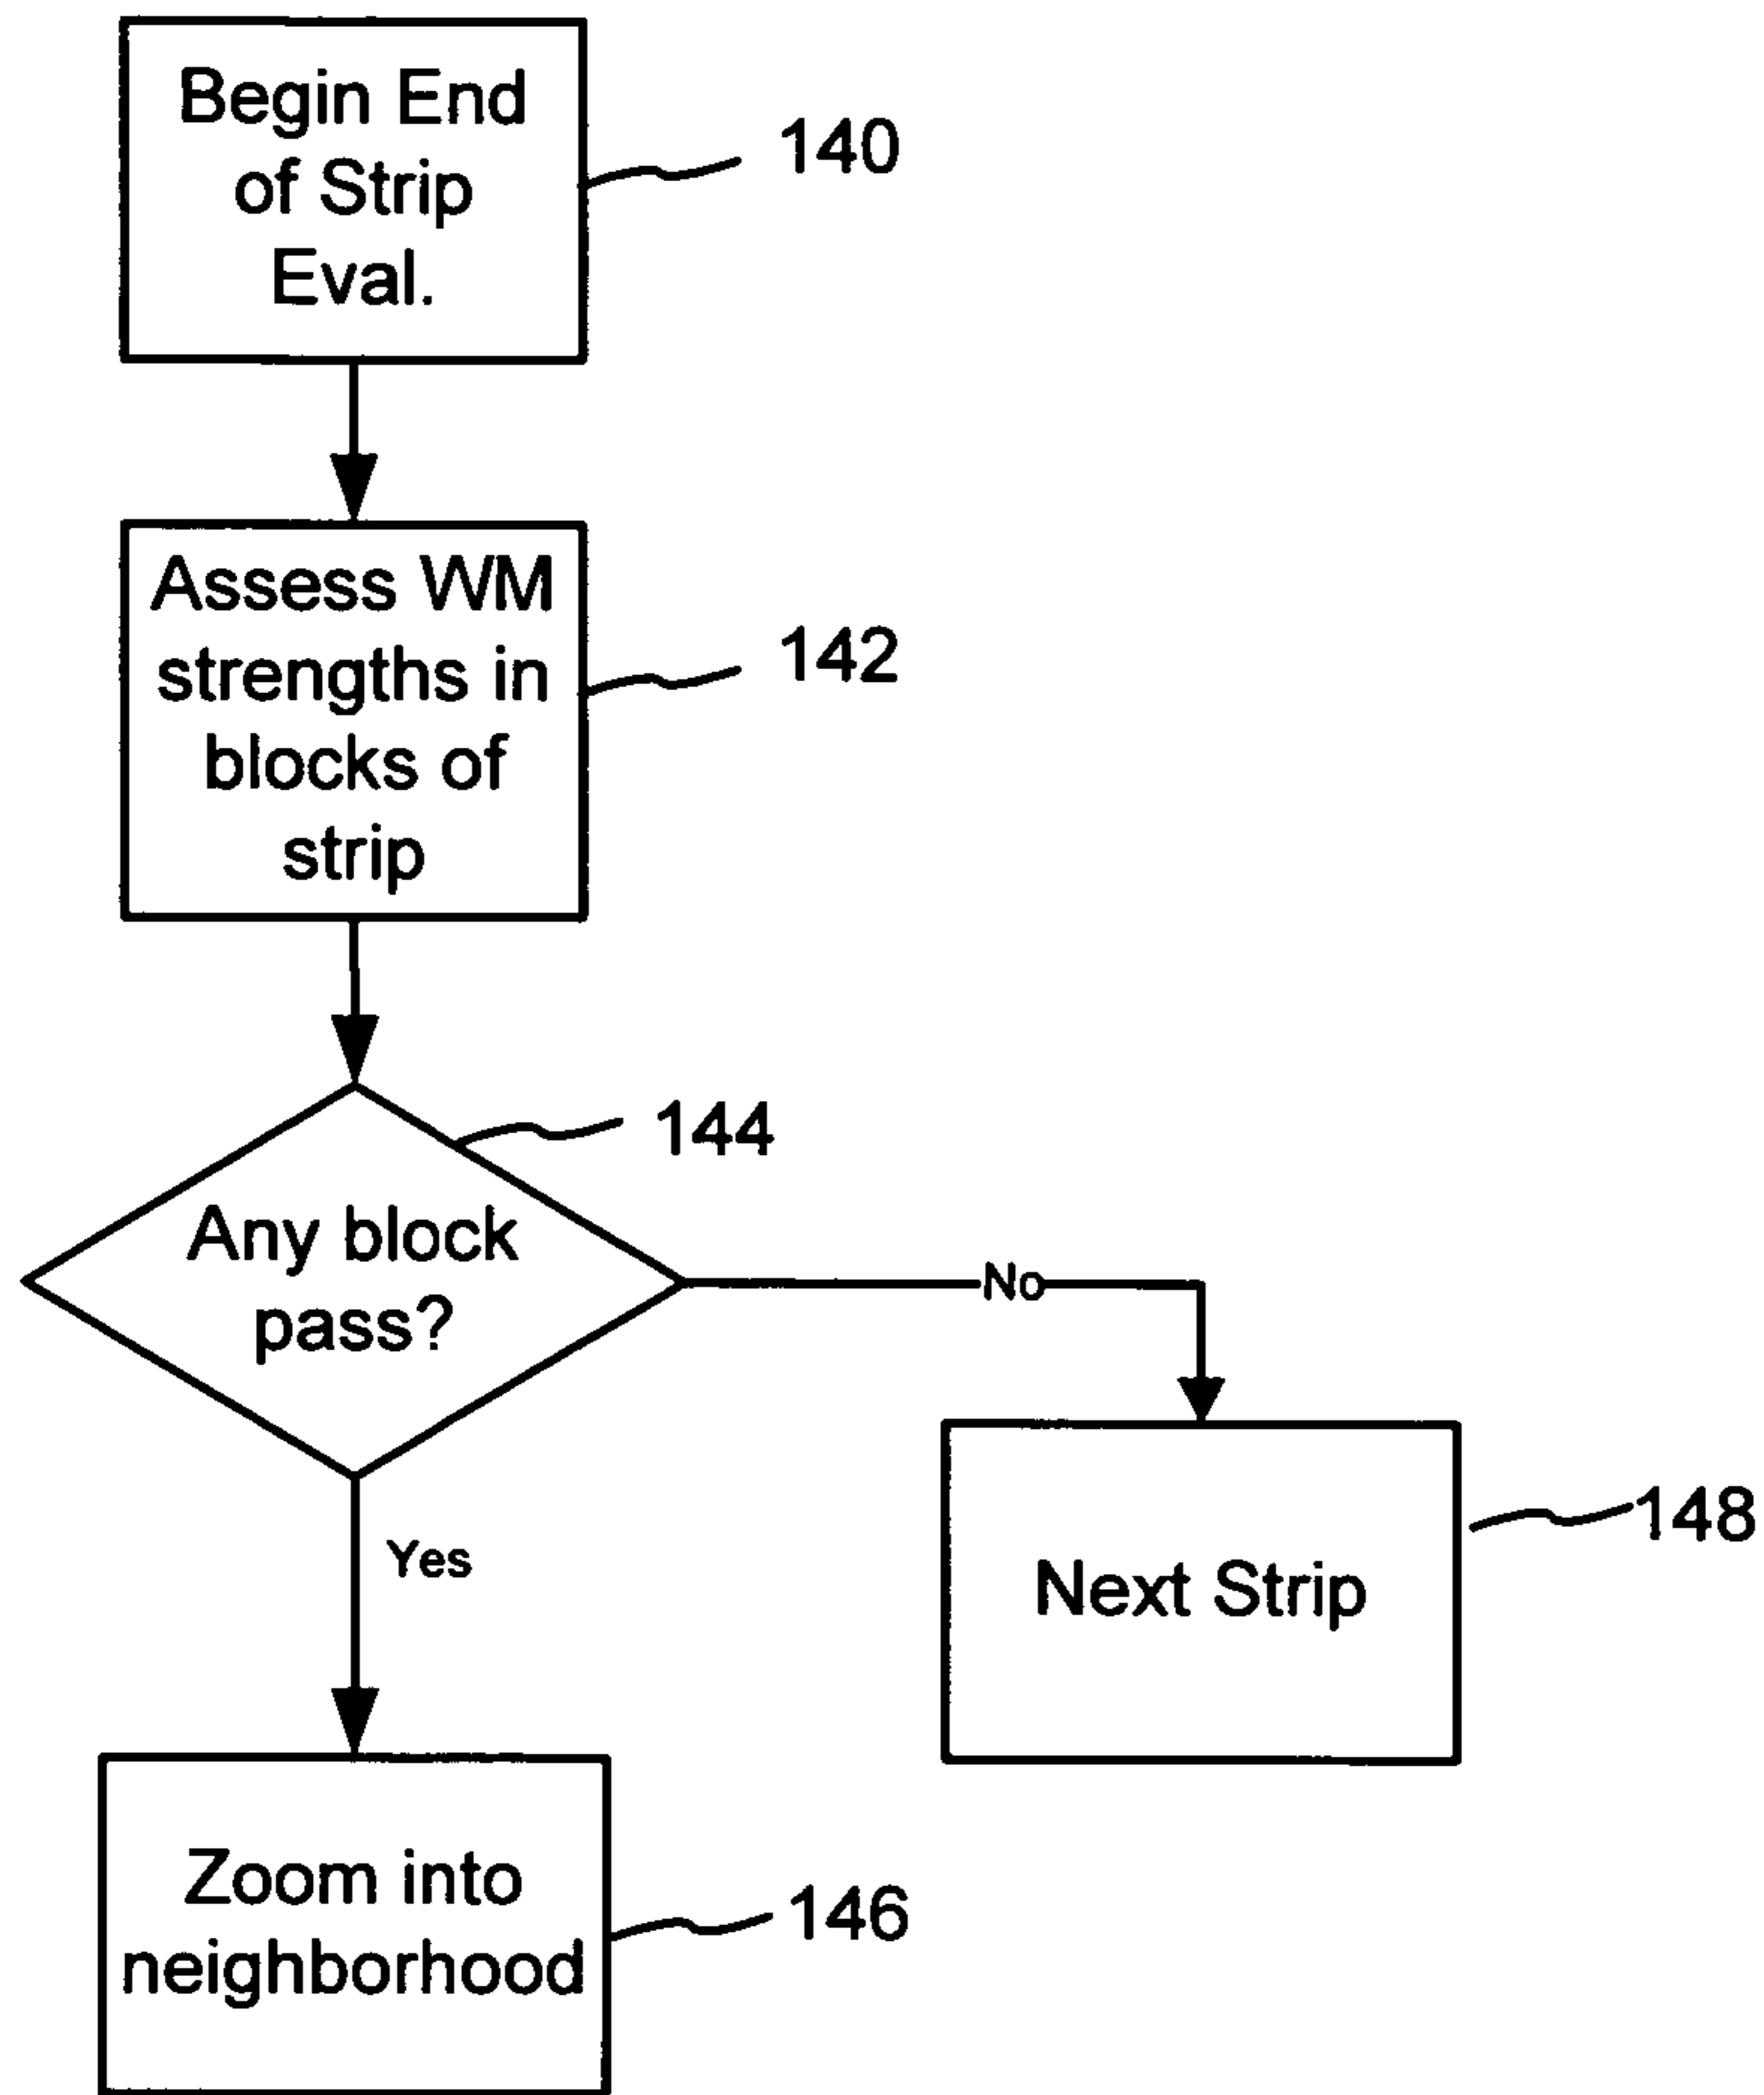 Begin End
of Strip
Eval.
140
Assess WM
strengths in
blocks of
strip
142
144
Any block
pass?
No
Yes
Next Strip
148
Zoom into
neighborhood
146